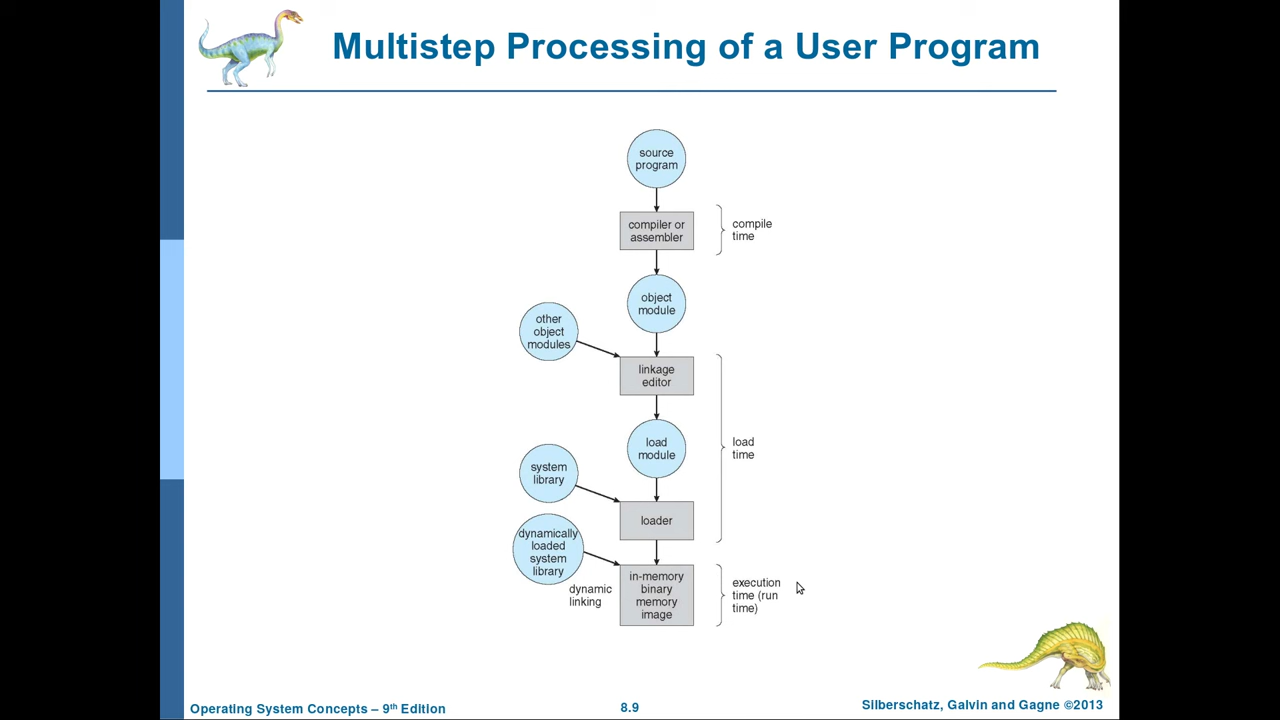 Multistep Processing of a User Program
source
program
compiler or
assembler
compile
time
object
module
other
object
modules
linkage
editor
load
module
load
time
system
library
loader
dynamically
loaded
system
library
dynamic
linking
in-memory
binary
memory
image
execution
time (run
time)
Operating System Concepts – 9th Edition
8.9
Silberschatz, Galvin and Gagne ©2013